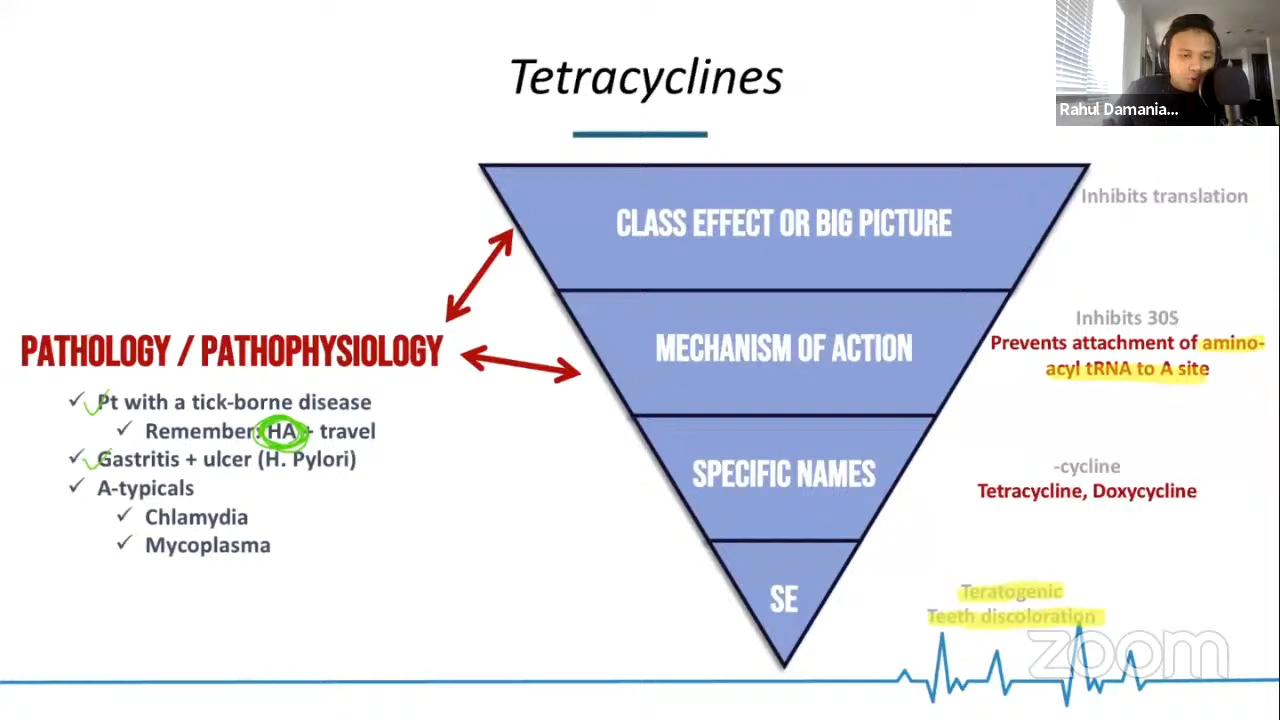 Tetracyclines
Rahul Damania...
CLASS EFFECT OR BIG PICTURE
Inhibits translation
MECHANISM OF ACTION
Inhibits 30S
Prevents attachment of amino-
acyl tRNA to A site
PATHOLOGY / PATHOPHYSIOLOGY
Pt with a tick-borne disease
Remember: HA + travel
Gastritis + ulcer (H. Pylori)
A-typicals
Chlamydia
Mycoplasma
SPECIFIC NAMES
-cycline
Tetracycline, Doxycycline
SE
Teratogenic
Teeth discoloration
zoom